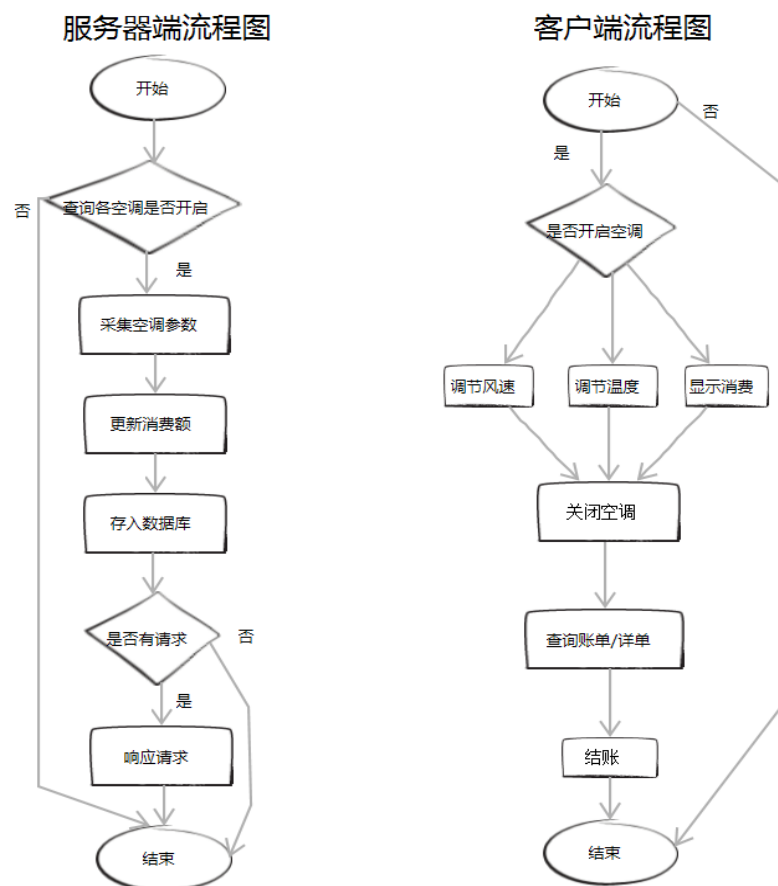 服务器端流程图
开始
查询各空调是否开启
否
是
采集空调参数
更新消费额
存入数据库
是否有请求
否
是
响应请求
结束
客户端流程图
开始
否
是
是否开启空调
调节风速
调节温度
显示消费
关闭空调
查询账单/详单
结账
结束